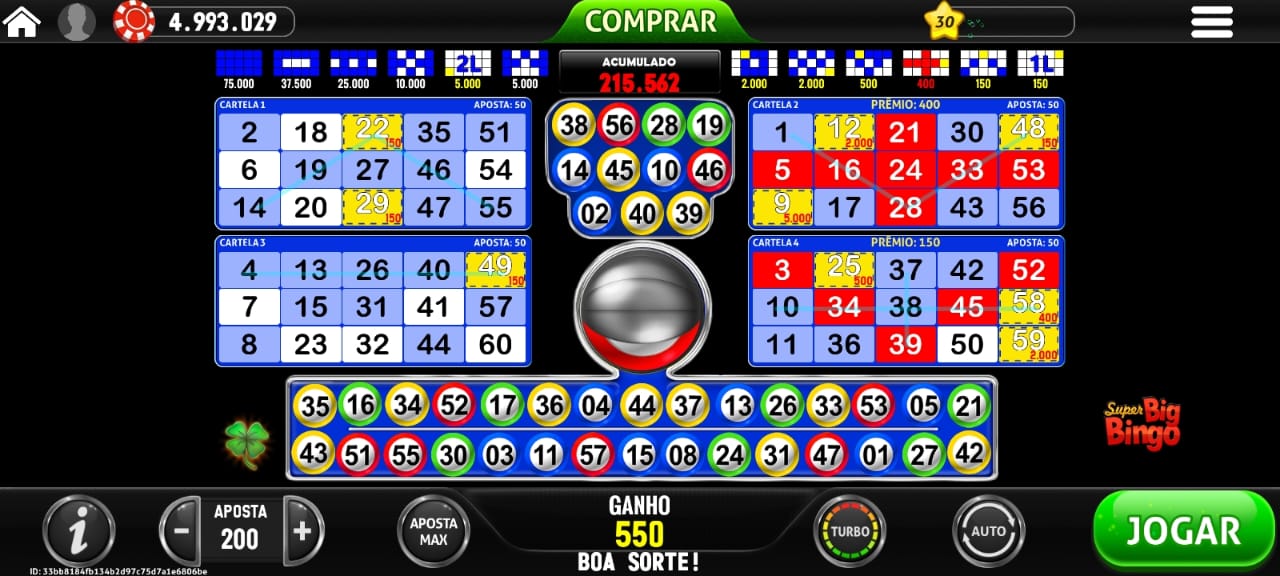 4.993.029
COMPRAR
30
75.000 37.500 25.000 10.000 2L 5.000 5.000
ACUMULADO
215.562
2.000 2.000 500 400 150 1L 150
CARTELA 1 APOSTA: 50
2 18 22 150 35 51
6 19 27 46 54
14 20 29 150 47 55
38 56 28 19
14 45 10 46
02 40 39
CARTELA 2 PRÊMIO: 400 APOSTA: 50
1 12 2.000 21 30 48 150
5 16 24 33 53
9 5.000 17 28 43 56
CARTELA 3 APOSTA: 50
4 13 26 40 49 150
7 15 31 41 57
8 23 32 44 60
CARTELA 4 PRÊMIO: 150 APOSTA: 50
3 25 500 37 42 52
10 34 38 45 58 400
11 36 39 50 59 2.000
35 16 34 52 17 36 04 44 37 13 26 33 53 05 21
43 51 55 30 03 11 57 15 08 24 31 47 01 27 42
Super Big
Bingo
i
-
APOSTA
200
+
APOSTA
MAX
GANHO
550
BOA SORTE!
TURBO
AUTO
JOGAR
ID: 33bb8184fb134b2d97c75d7a1e6806be